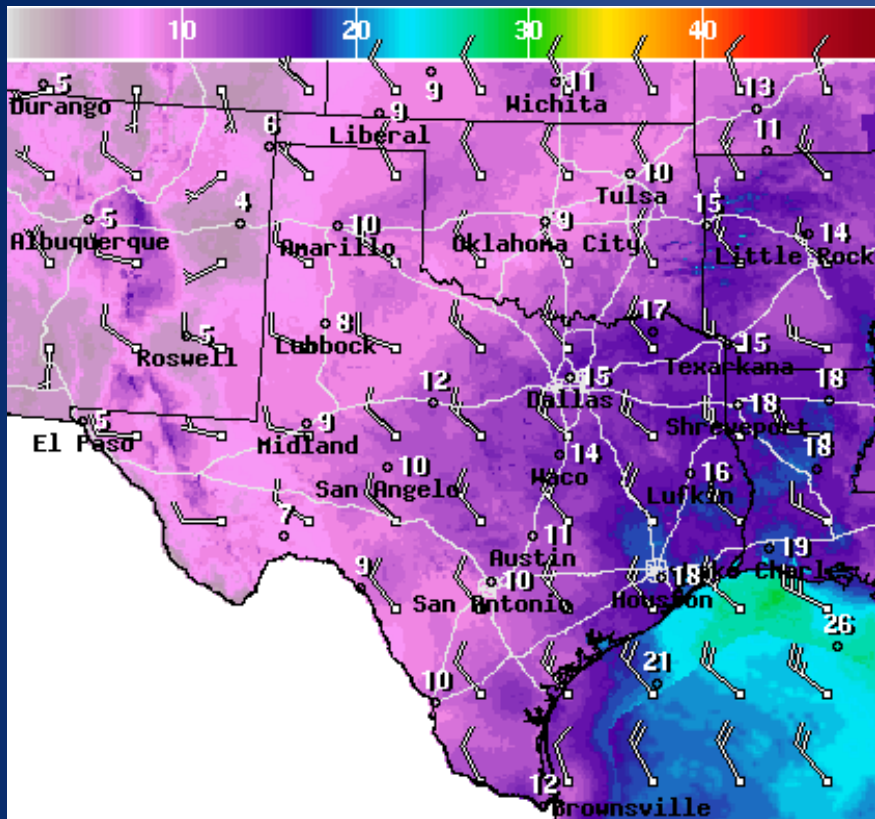 10 20 30 40
5 9 11 13
Durango Wichita
9
Liberal
6 11
10
Tulsa
5 4 10 9 15 14
Albuquerque Amarillo Oklahoma City Little Rock
5 8 17 15
Roswell Lubbock Texarkana
15
12 Dallas 18 18
5 9 Shreveport
El Paso Midland
10 14 16 18
San Angelo Waco Lufkin
7 11 19
Austin
9 10 18 Lake Charles
San Antonio Houston
26
10 21
12
Brownsville